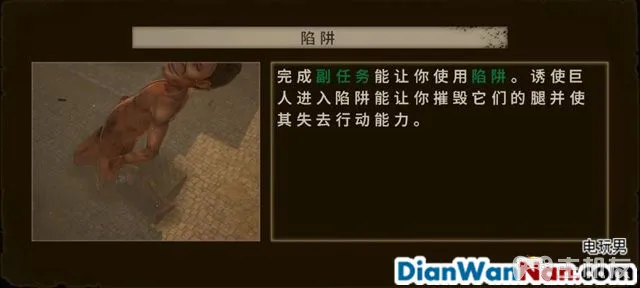 陷阱
完成副任务能让你使用陷阱。诱使巨
人进入陷阱能让你摧毁它们的腿并使
其失去行动能力。
电玩男
DianWanNan.com